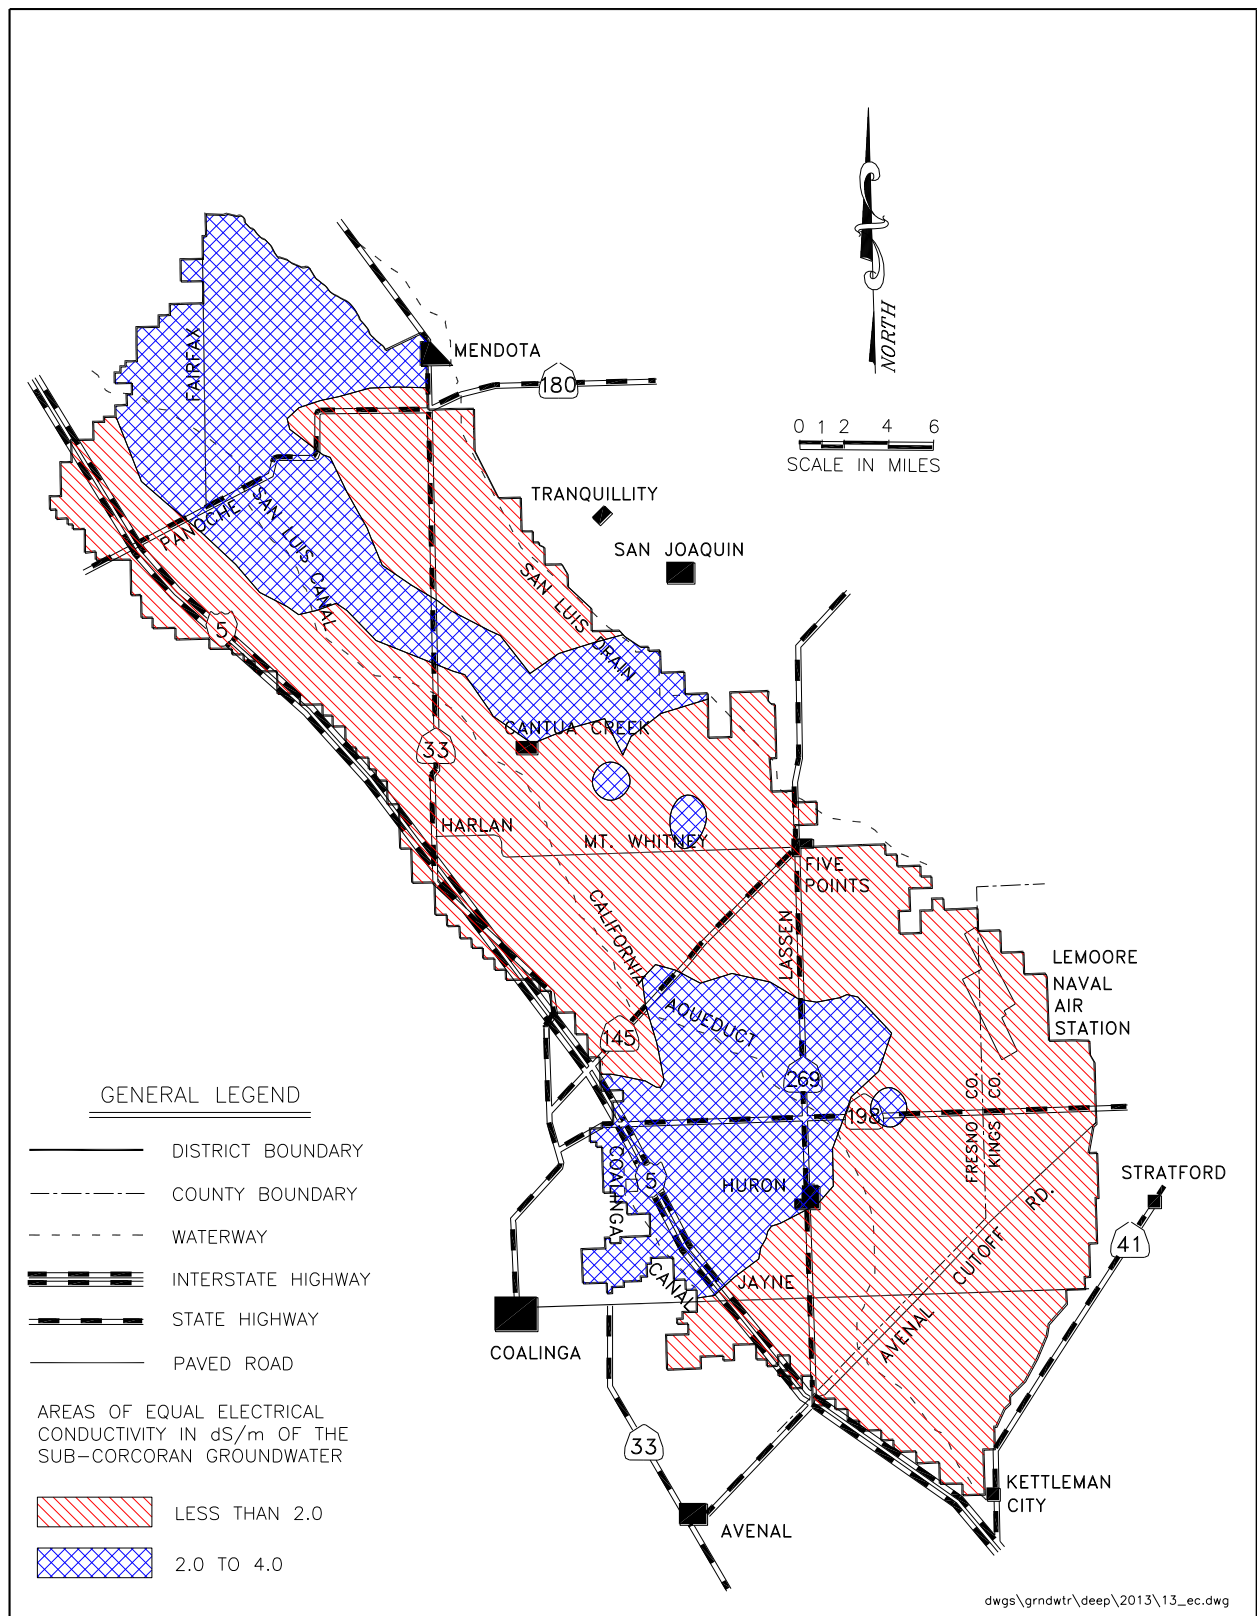 NORTH
0 1 2 4 6
SCALE IN MILES
MENDOTA
180
FAIRFAX
TRANQUILLITY
SAN JOAQUIN
PANOCHE
SAN LUIS CANAL
SAN LUIS DRAIN
5
33
CANTUA CREEK
HARLAN
MT. WHITNEY
FIVE
POINTS
CALIFORNIA
AQUEDUCT
LASSEN
LEMOORE
NAVAL
AIR
STATION
145
269
198
FRESNO CO.
KINGS CO.
COALINGA
CANAL
5
HURON
STRATFORD
41
AVENAL CUTOFF RD.
JAYNE
COALINGA
33
AVENAL
KETTLEMAN
CITY
GENERAL LEGEND
DISTRICT BOUNDARY
COUNTY BOUNDARY
WATERWAY
INTERSTATE HIGHWAY
STATE HIGHWAY
PAVED ROAD
AREAS OF EQUAL ELECTRICAL
CONDUCTIVITY IN dS/m OF THE
SUB-CORCORAN GROUNDWATER
LESS THAN 2.0
2.0 TO 4.0
dwgs\grndwtr\deep\2013\13_ec.dwg